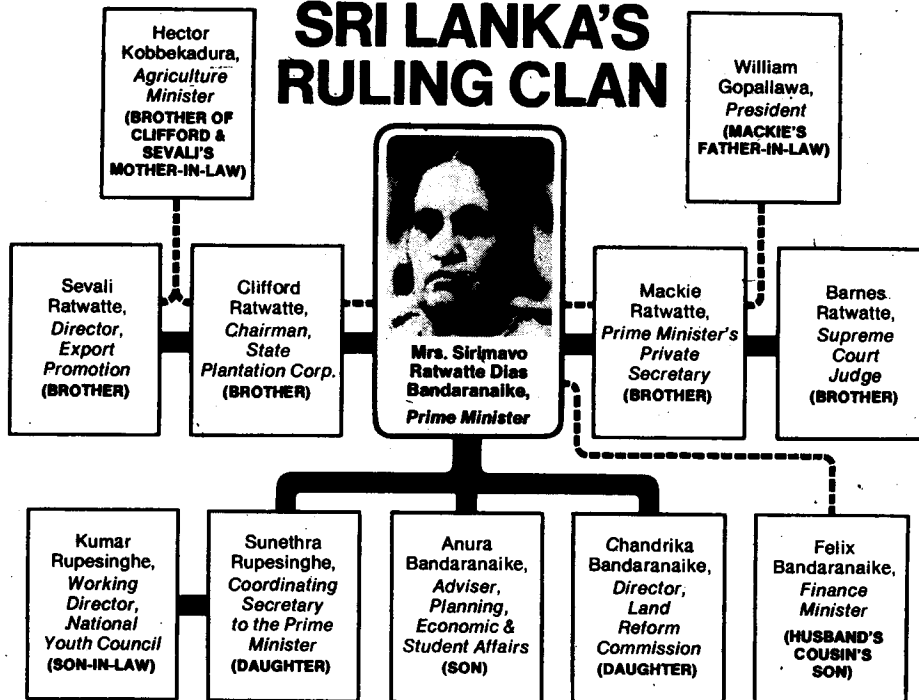 SRI LANKA'S
RULING CLAN
Hector
Kobbekadura,
Agriculture
Minister
(BROTHER OF
CLIFFORD &
SEVALI'S
MOTHER-IN-LAW)
William
Gopallawa,
President
(MACKIE'S
FATHER-IN-LAW)
Sevali
Ratwatte,
Director,
Export
Promotion
(BROTHER)
Clifford
Ratwatte,
Chairman,
State
Plantation Corp.
(BROTHER)
Mrs. Sirimavo
Ratwatte Dias
Bandaranaike,
Prime Minister
Mackie
Ratwatte,
Prime Minister's
Private
Secretary
(BROTHER)
Barnes
Ratwatte,
Supreme
Court
Judge
(BROTHER)
Kumar
Rupesinghe,
Working
Director,
National
Youth Council
(SON-IN-LAW)
Sunethra
Rupesinghe,
Coordinating
Secretary
to the Prime
Minister
(DAUGHTER)
Anura
Bandaranaike,
Adviser,
Planning,
Economic &
Student Affairs
(SON)
Chandrika
Bandaranaike,
Director,
Land
Reform
Commission
(DAUGHTER)
Felix
Bandaranaike,
Finance
Minister
(HUSBAND'S
COUSIN'S
SON)